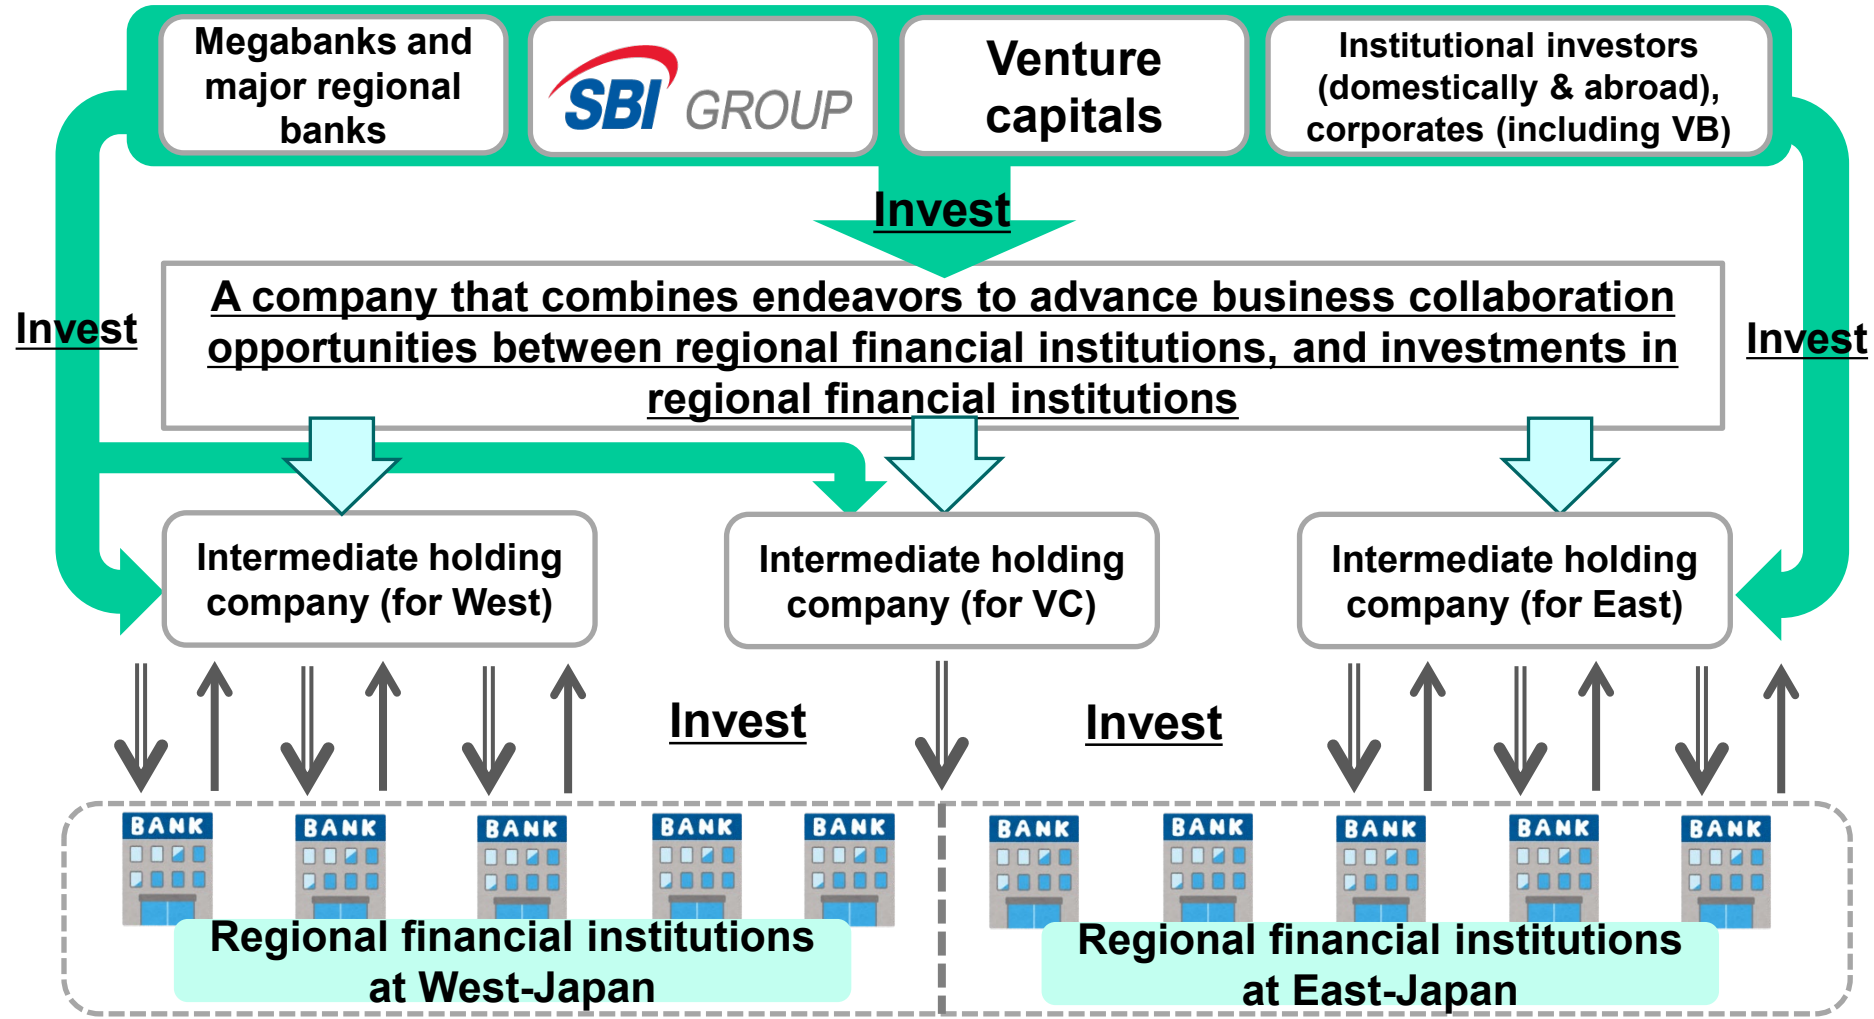 Megabanks and
major regional
banks
SBI GROUP
Venture
capitals
Institutional investors
(domestically & abroad),
corporates (including VB)
Invest
A company that combines endeavors to advance business collaboration
opportunities between regional financial institutions, and investments in
regional financial institutions
Invest
Invest
Intermediate holding
company (for West)
Intermediate holding
company (for VC)
Intermediate holding
company (for East)
Invest
Invest
BANK
BANK
BANK
BANK
BANK
BANK
BANK
BANK
BANK
BANK
Regional financial institutions
at West-Japan
Regional financial institutions
at East-Japan